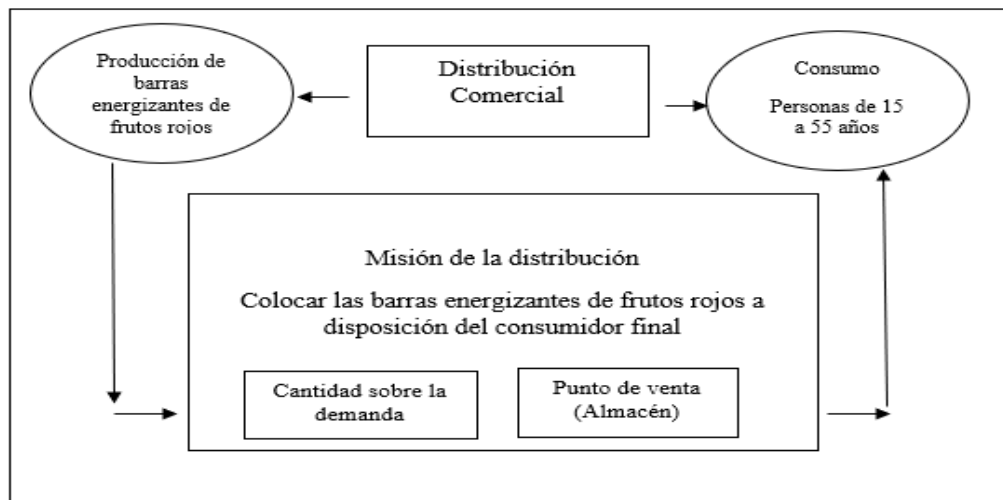 Producción de
barras
energizantes de
frutos rojos
Distribución
Comercial
Consumo
Personas de 15
a 55 años
Misión de la distribución
Colocar las barras energizantes de frutos rojos a
disposición del consumidor final
Cantidad sobre la
demanda
Punto de venta
(Almacén)